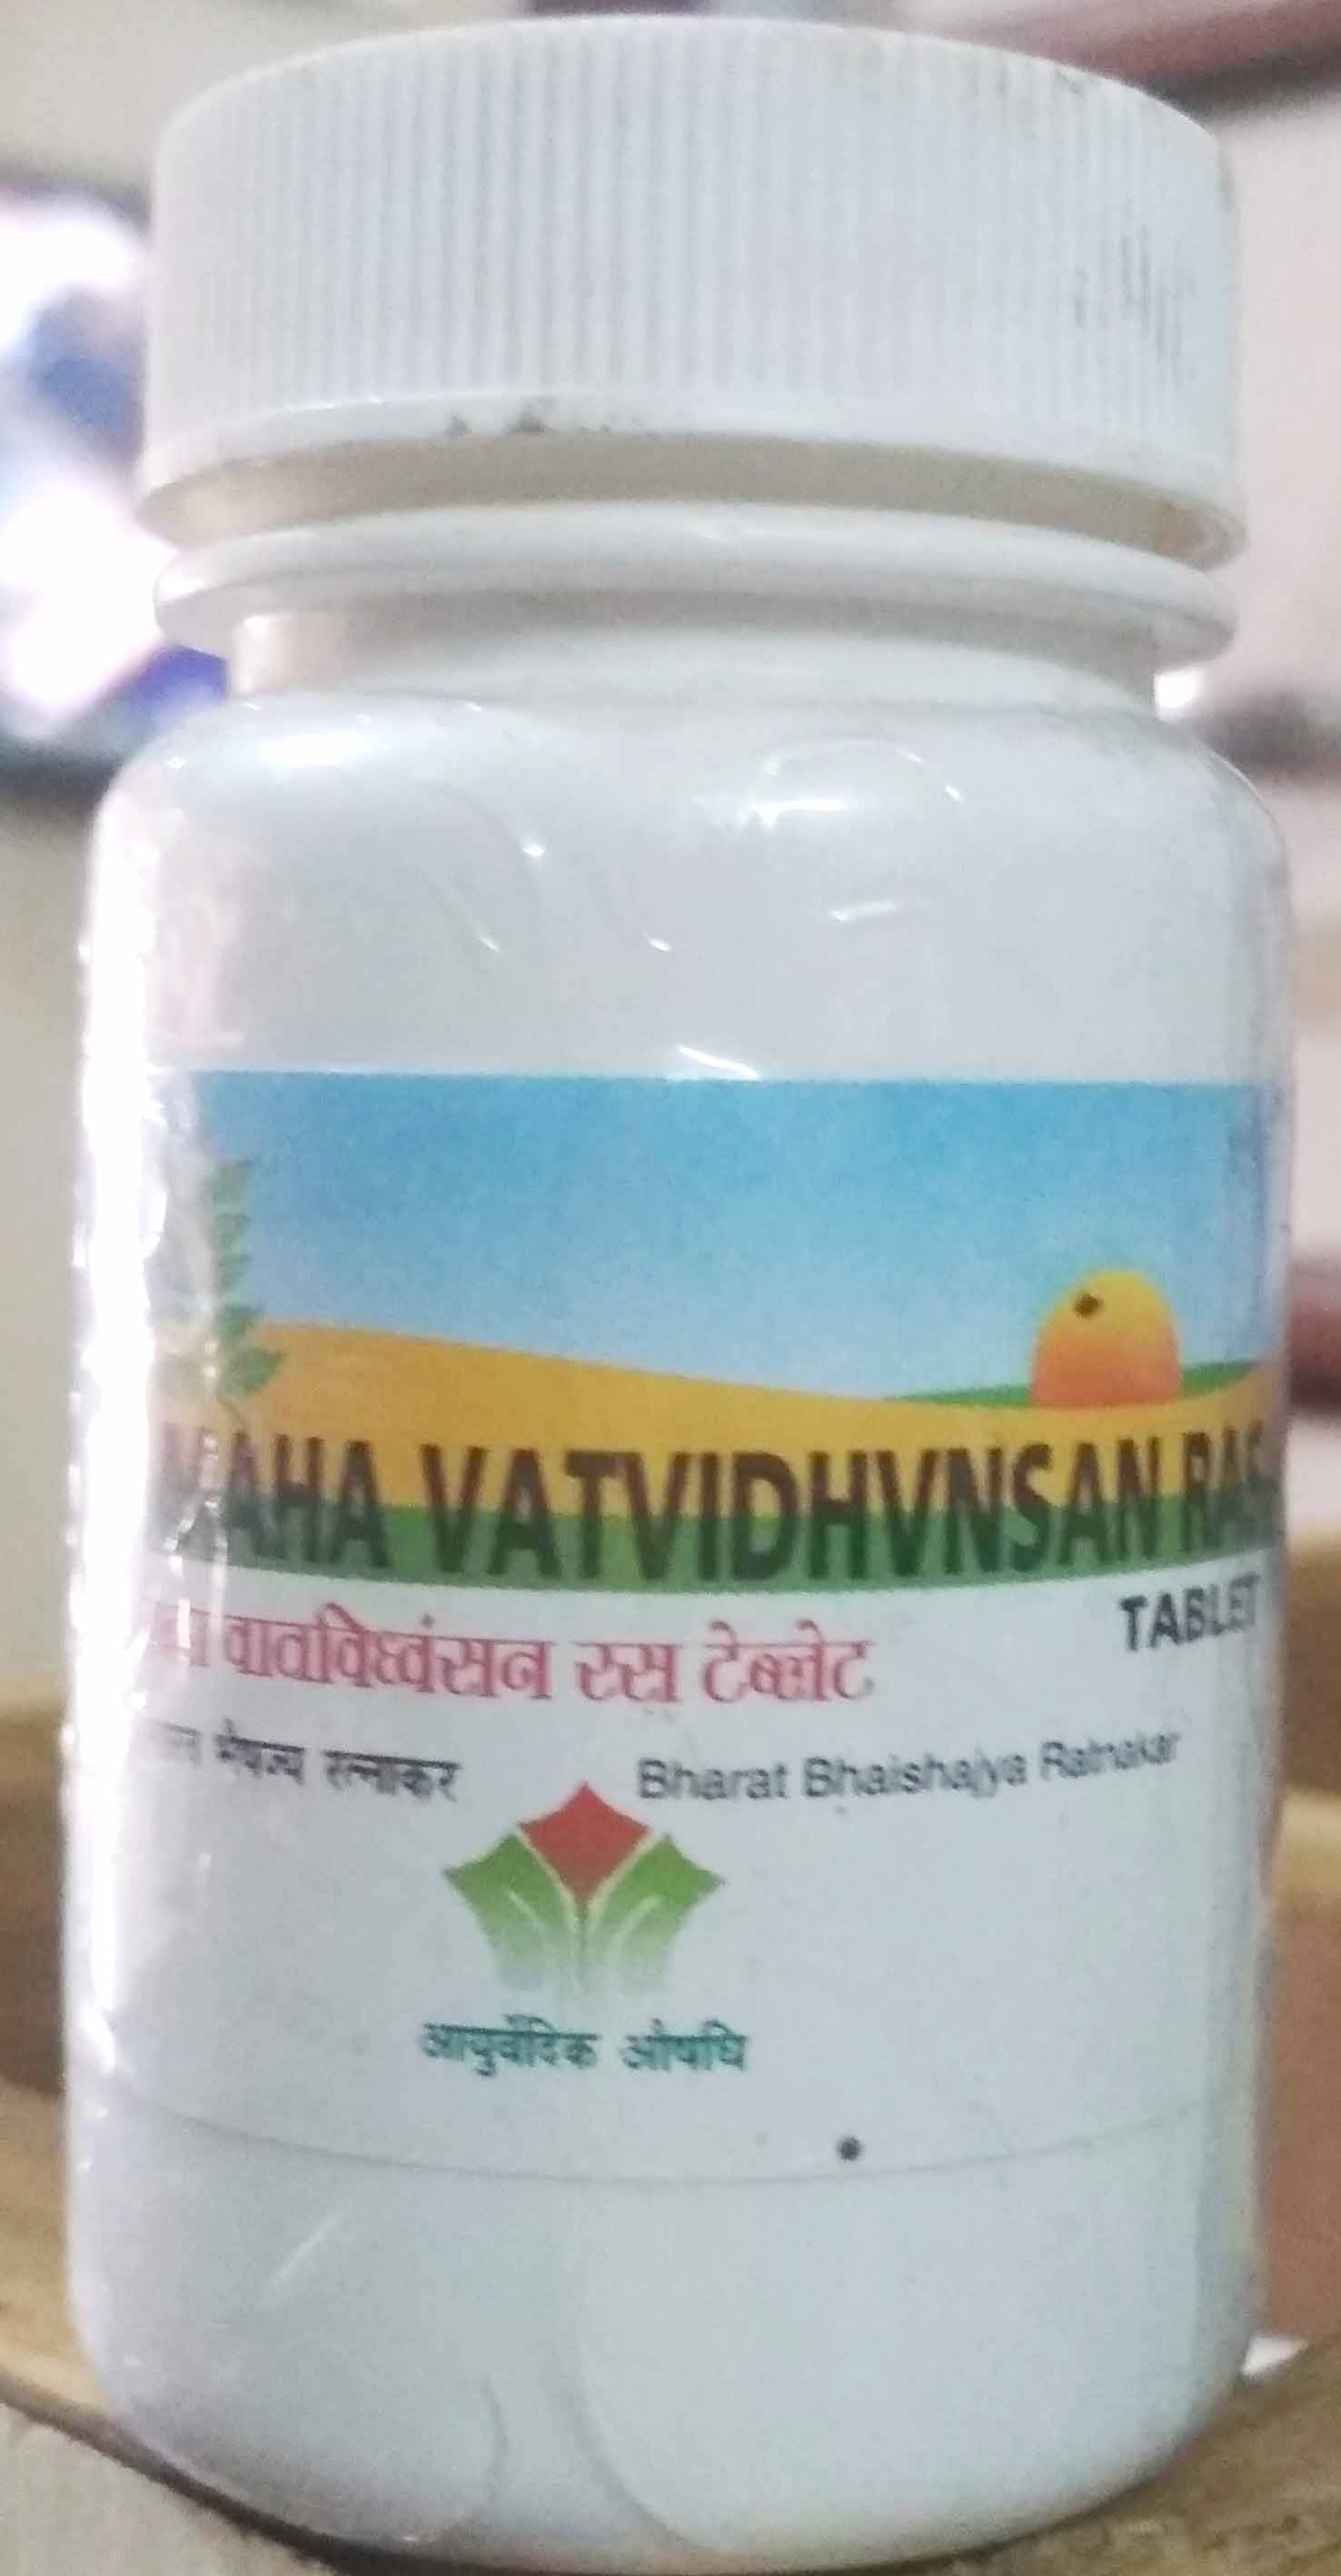 MAHA VATVIDHVNSAN RAS
TABLET
वातविध्वंसन रस टेब्लेट
भैषज्य रत्नाकर Bharat Bhaishajya Ratnakar
आयुर्वेदिक औषधि